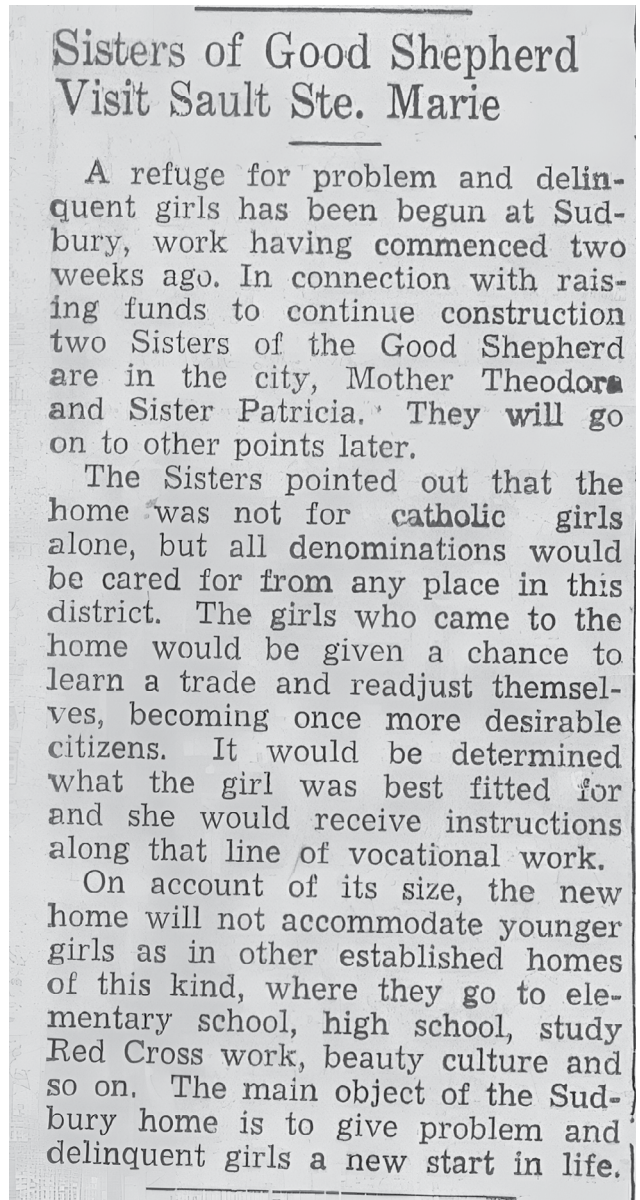 Sisters of Good Shepherd
Visit Sault Ste. Marie
A refuge for problem and delin-
quent girls has been begun at Sud-
bury, work having commenced two
weeks ago. In connection with rais-
ing funds to continue construction
two Sisters of the Good Shepherd
are in the city, Mother Theodora
and Sister Patricia. They will go
on to other points later.
The Sisters pointed out that the
home was not for catholic girls
alone, but all denominations would
be cared for from any place in this
district. The girls who came to the
home would be given a chance to
learn a trade and readjust themsel-
ves, becoming once more desirable
citizens. It would be determined
what the girl was best fitted for
and she would receive instructions
along that line of vocational work.
On account of its size, the new
home will not accommodate younger
girls as in other established homes
of this kind, where they go to ele-
mentary school, high school, study
Red Cross work, beauty culture and
so on. The main object of the Sud-
bury home is to give problem and
delinquent girls a new start in life.